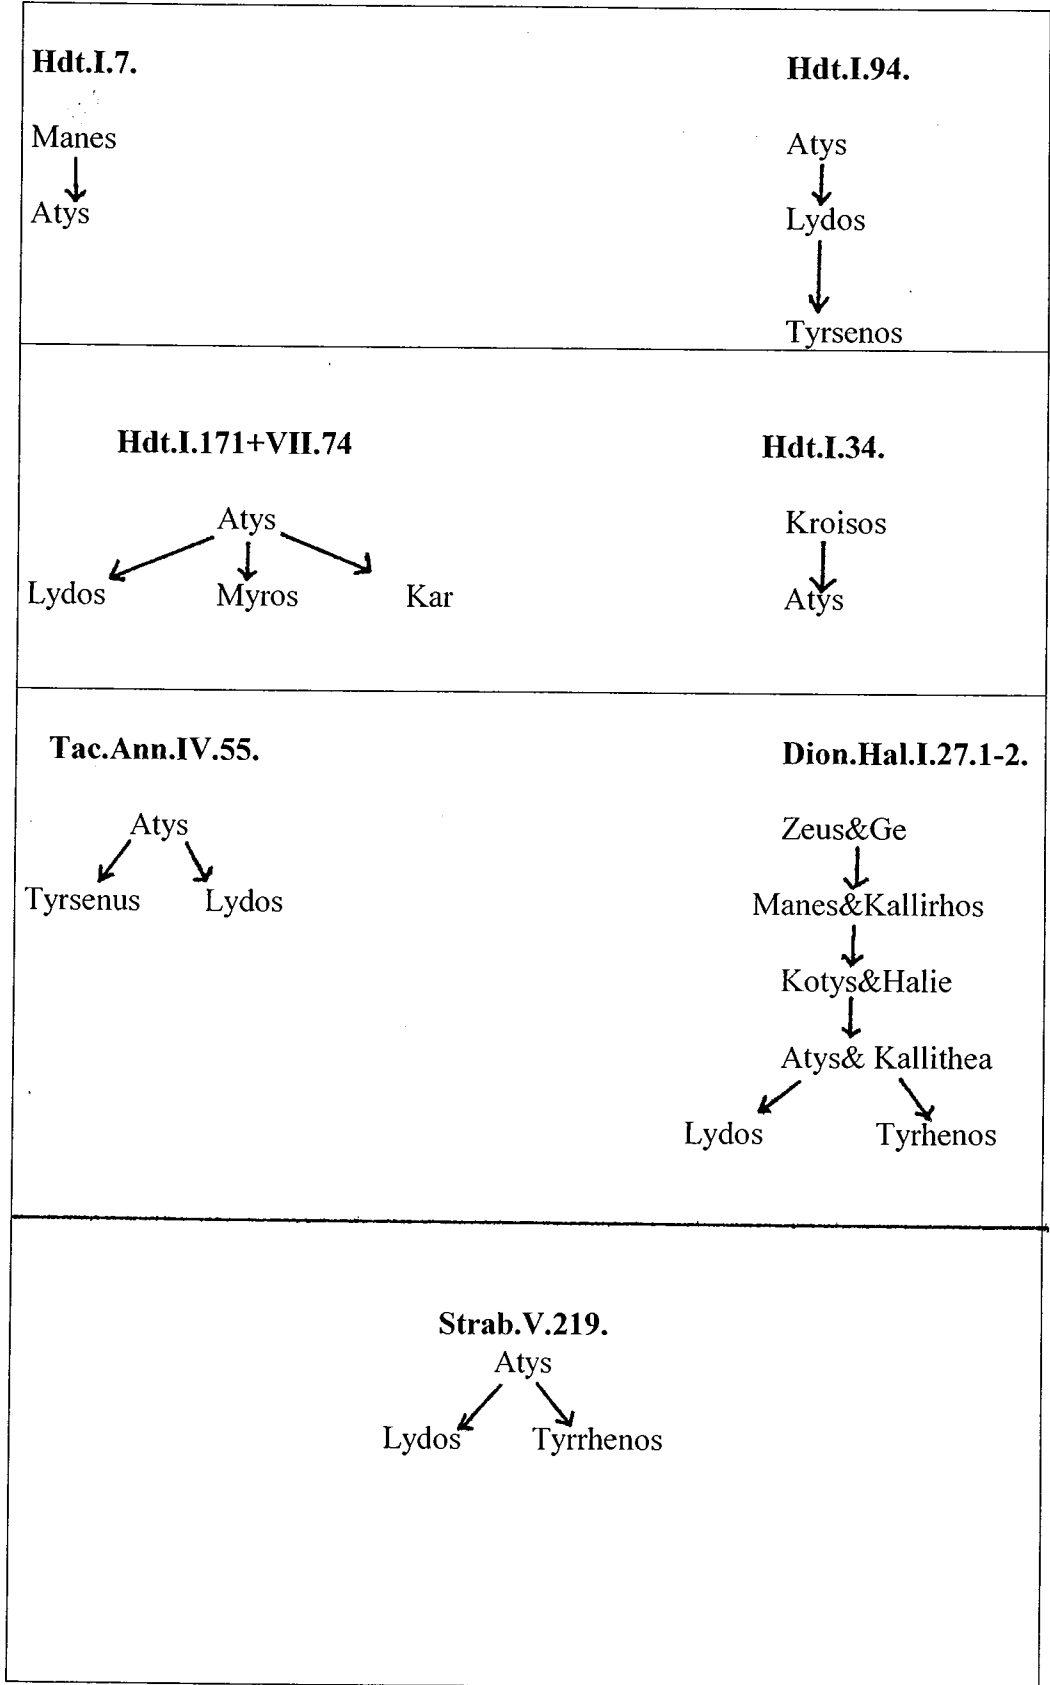 Hdt.I.7.
Manes
Atys
Hdt.I.94.
Atys
Lydos
Tyrsenos
Hdt.I.171+VII.74
Atys
Lydos Myros Kar
Hdt.I.34.
Kroisos
Atys
Tac.Ann.IV.55.
Atys
Tyrsenus Lydos
Dion.Hal.I.27.1-2.
Zeus&Ge
Manes&Kallirhos
Kotys&Halie
Atys& Kallithea
Lydos Tyrhenos
Strab.V.219.
Atys
Lydos Tyrrhenos